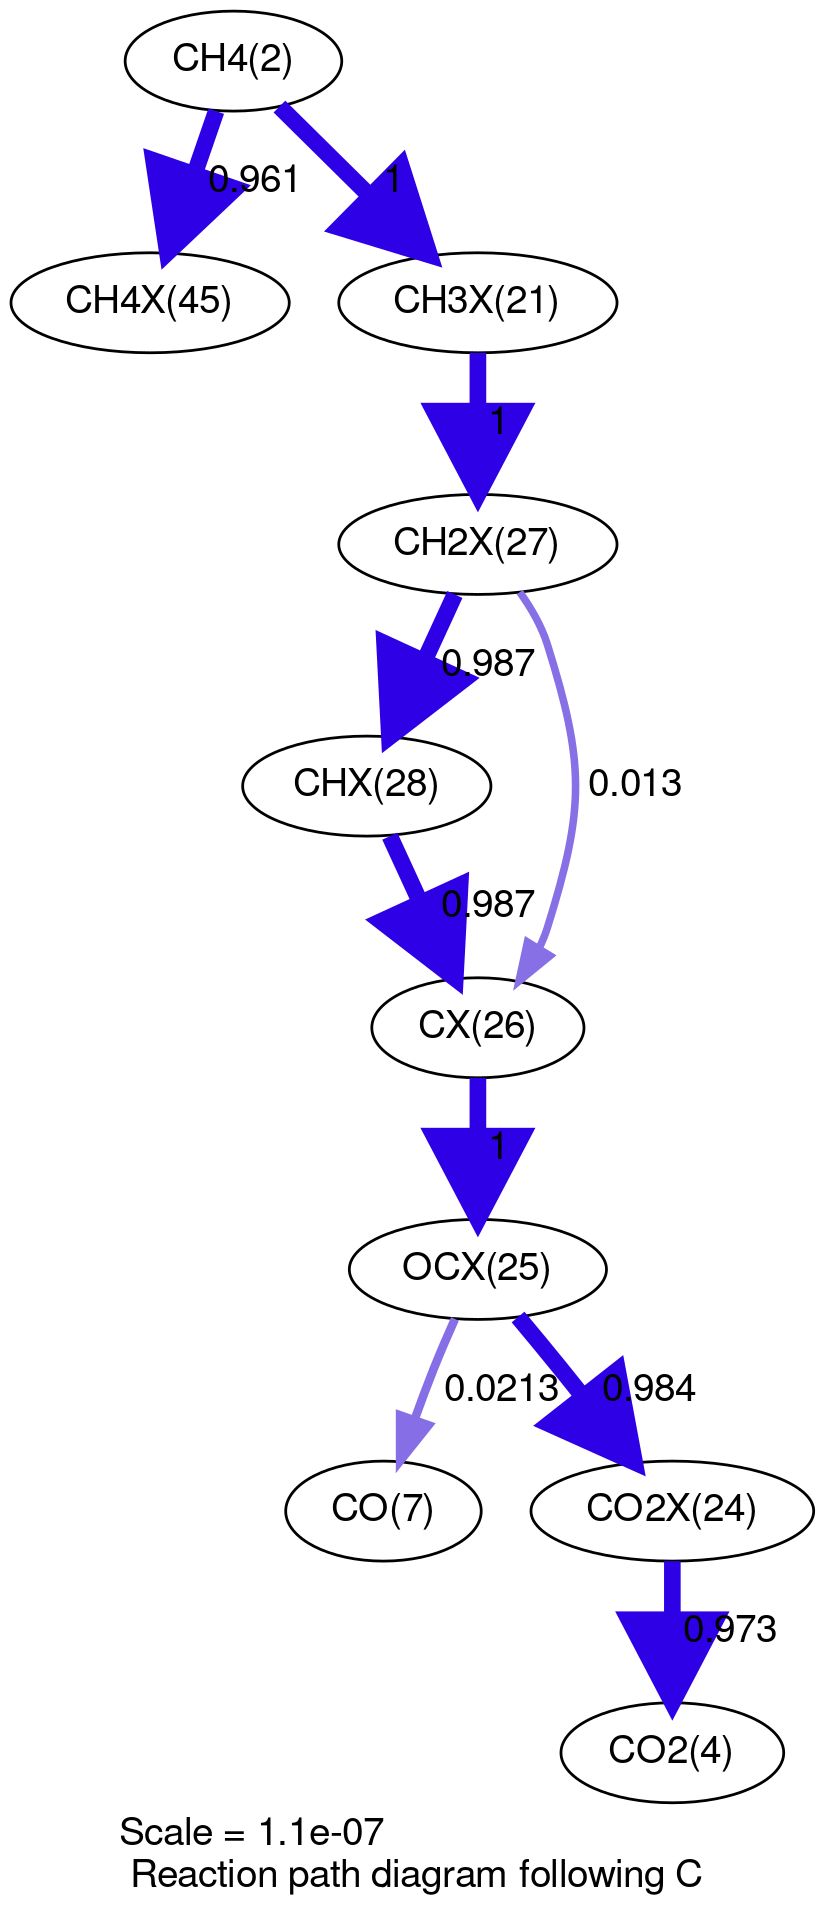 CH4(2)
0.961
1
CH4X(45)
CH3X(21)
1
CH2X(27)
0.987
0.013
CHX(28)
0.987
CX(26)
1
OCX(25)
0.0213
0.984
CO(7)
CO2X(24)
0.973
CO2(4)
Scale = 1.1e-07
Reaction path diagram following C